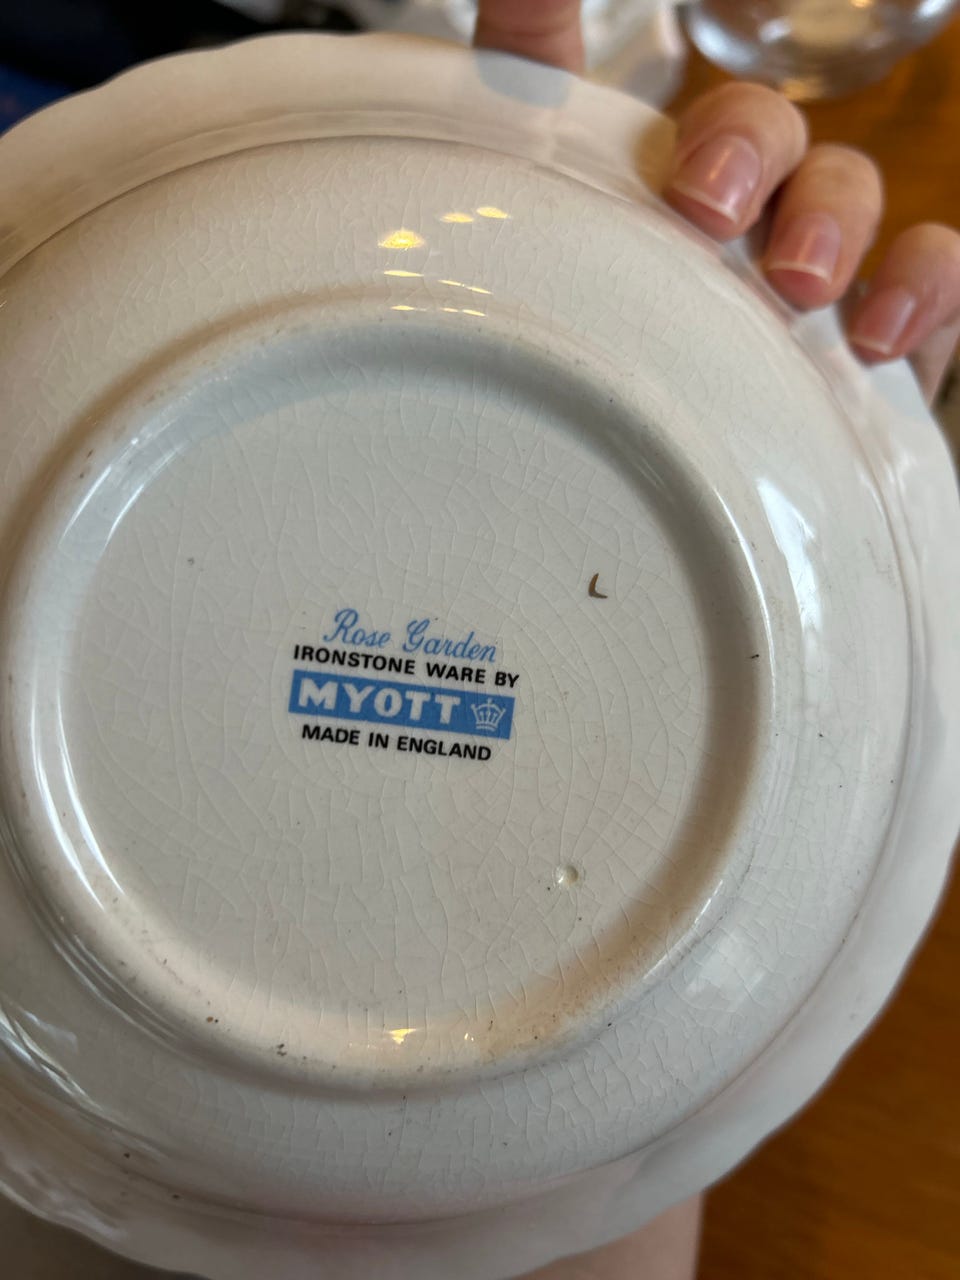 Rose Garden
IRONSTONE WARE BY
MYOTT
MADE IN ENGLAND
L